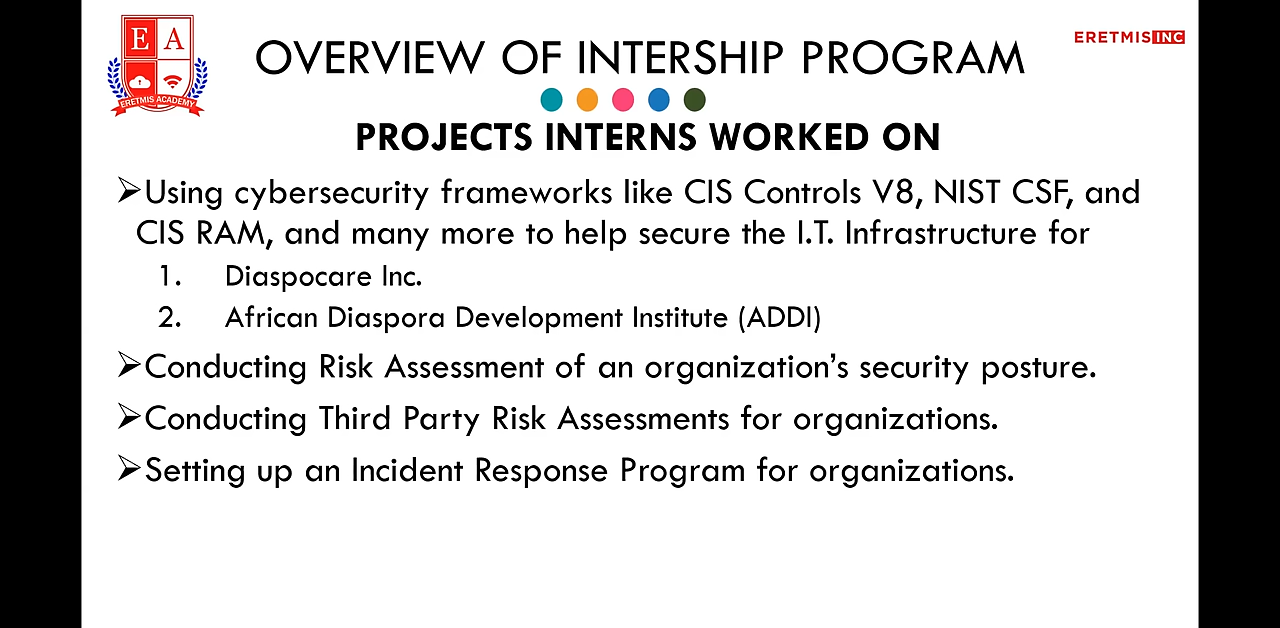 E A
ERETMIS ACADEMY
OVERVIEW OF INTERSHIP PROGRAM
ERETMIS INC
PROJECTS INTERNS WORKED ON
➢Using cybersecurity frameworks like CIS Controls V8, NIST CSF, and
CIS RAM, and many more to help secure the I.T. Infrastructure for
1. Diaspocare Inc.
2. African Diaspora Development Institute (ADDI)
➢Conducting Risk Assessment of an organization’s security posture.
➢Conducting Third Party Risk Assessments for organizations.
➢Setting up an Incident Response Program for organizations.